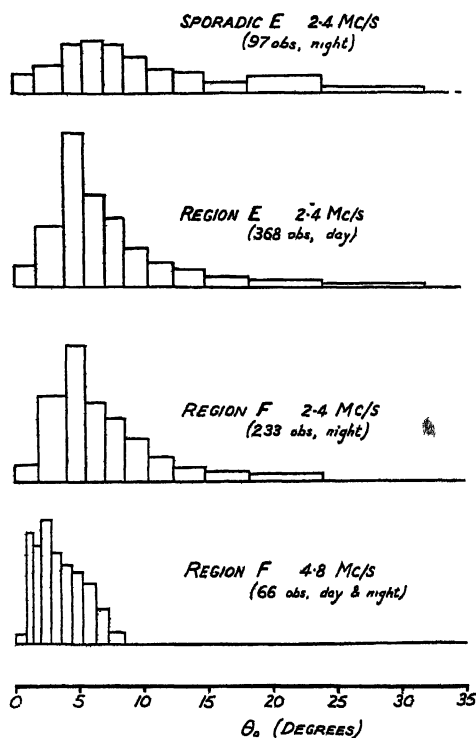 SPORADIC E 2·4 Mc/s
(97 obs, night)
REGION E 2·4 Mc/s
(368 obs, day)
REGION F 2·4 Mc/s
(233 obs, night)
REGION F 4·8 Mc/s
(66 obs, day & night)
0 5 10 15 20 25 30 35
θ₀ (DEGREES)